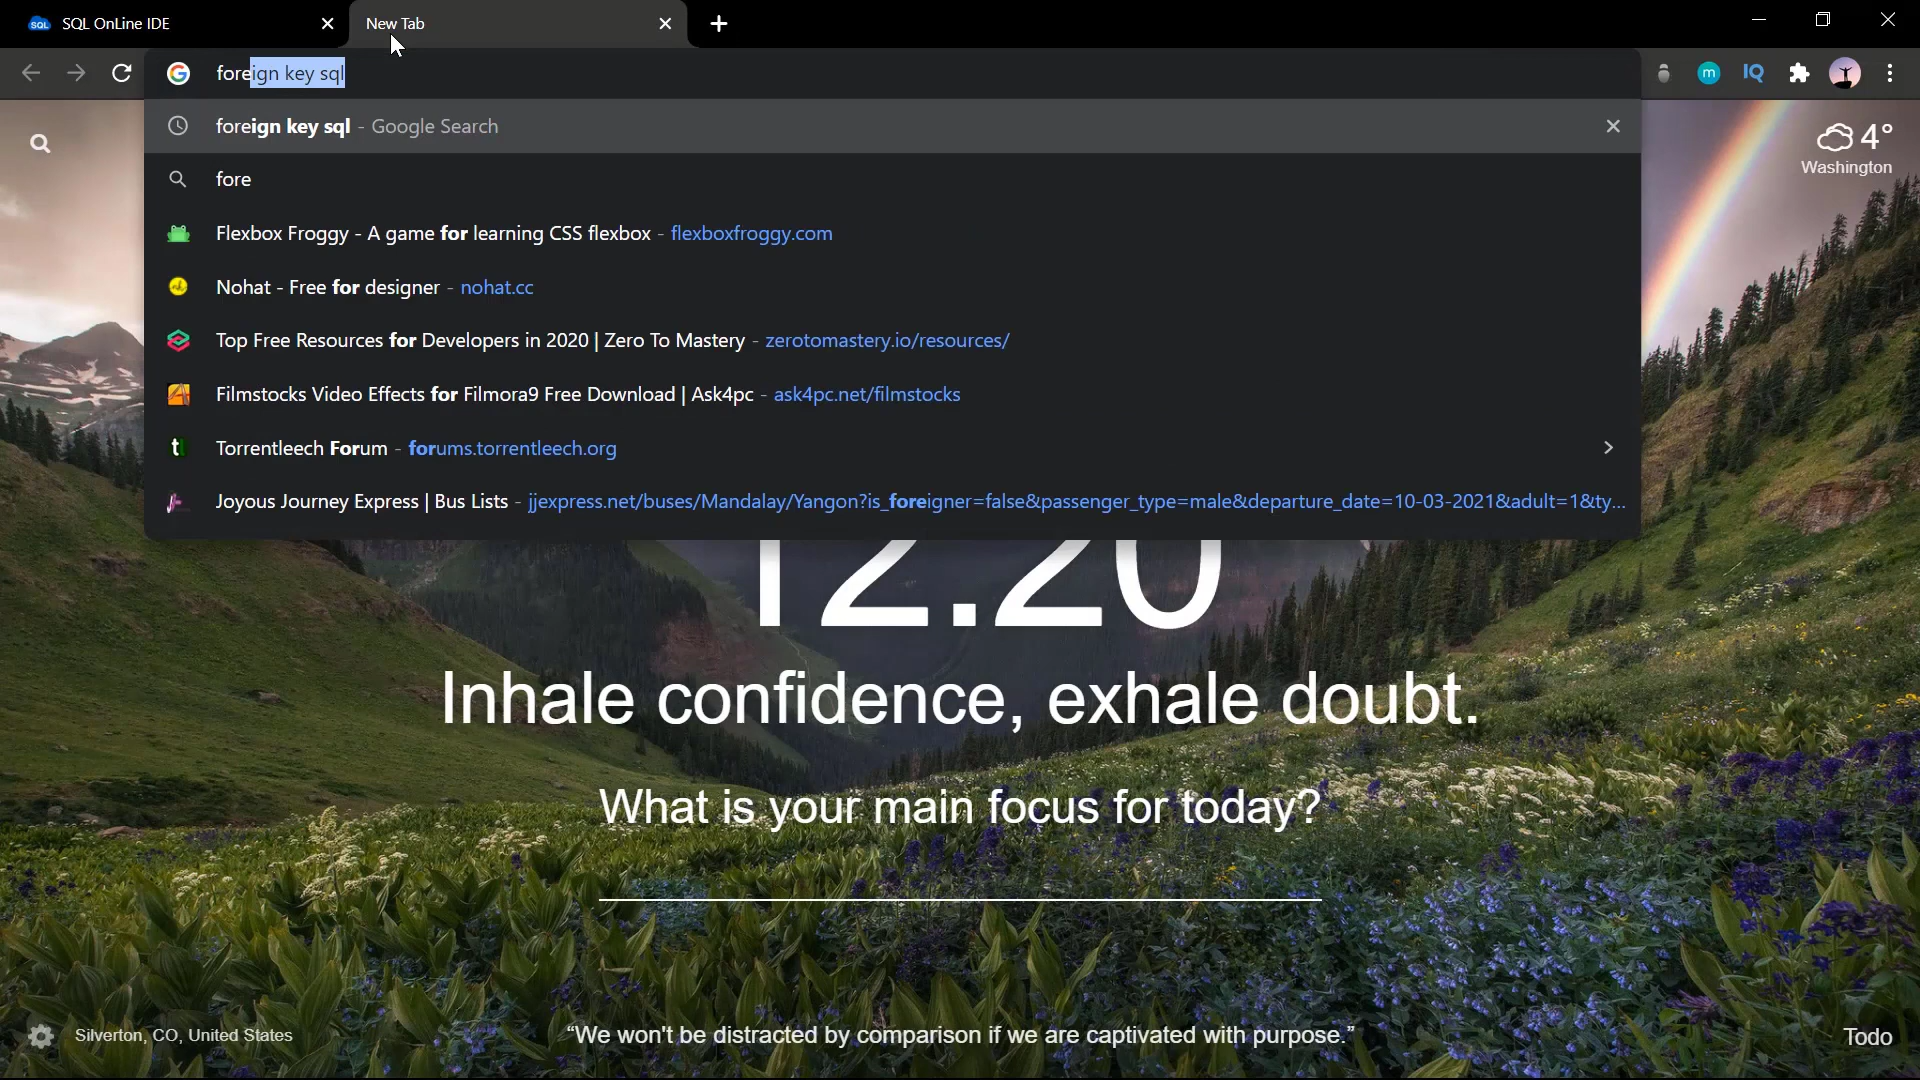 SQL OnLine IDE
New Tab
foreign key sql
foreign key sql - Google Search
fore
Flexbox Froggy - A game for learning CSS flexbox - flexboxfroggy.com
Nohat - Free for designer - nohat.cc
Top Free Resources for Developers in 2020 | Zero To Mastery - zerotomastery.io/resources/
Filmstocks Video Effects for Filmora9 Free Download | Ask4pc - ask4pc.net/filmstocks
Torrentleech Forum - forums.torrentleech.org
Joyous Journey Express | Bus Lists - jjexpress.net/buses/Mandalay/Yangon?is_foreigner=false&passenger_type=male&departure_date=10-03-2021&adult=1&ty...
4°
Washington
12.20
Inhale confidence, exhale doubt.
What is your main focus for today?
Silverton, CO, United States
“We won't be distracted by comparison if we are captivated with purpose.”
Todo